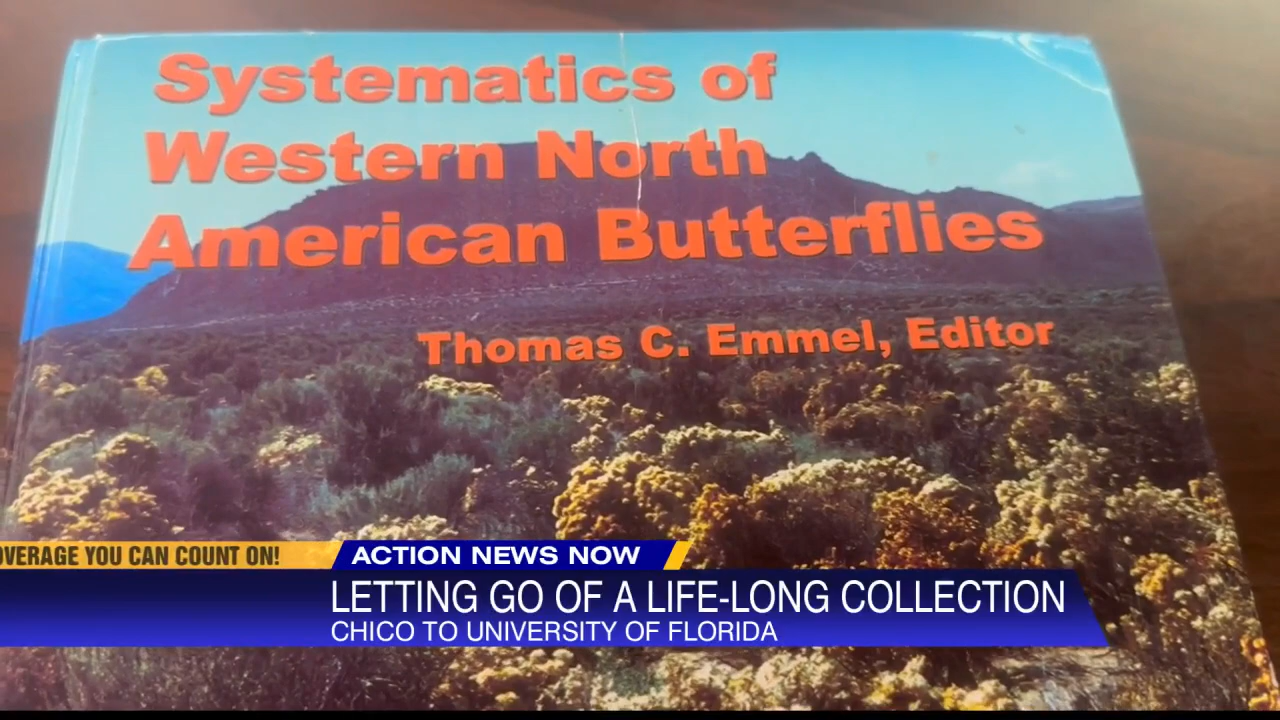 Systematics of
Western North
American Butterflies
Thomas C. Emmel, Editor
OVERAGE YOU CAN COUNT ON!
ACTION NEWS NOW
LETTING GO OF A LIFE-LONG COLLECTION
CHICO TO UNIVERSITY OF FLORIDA